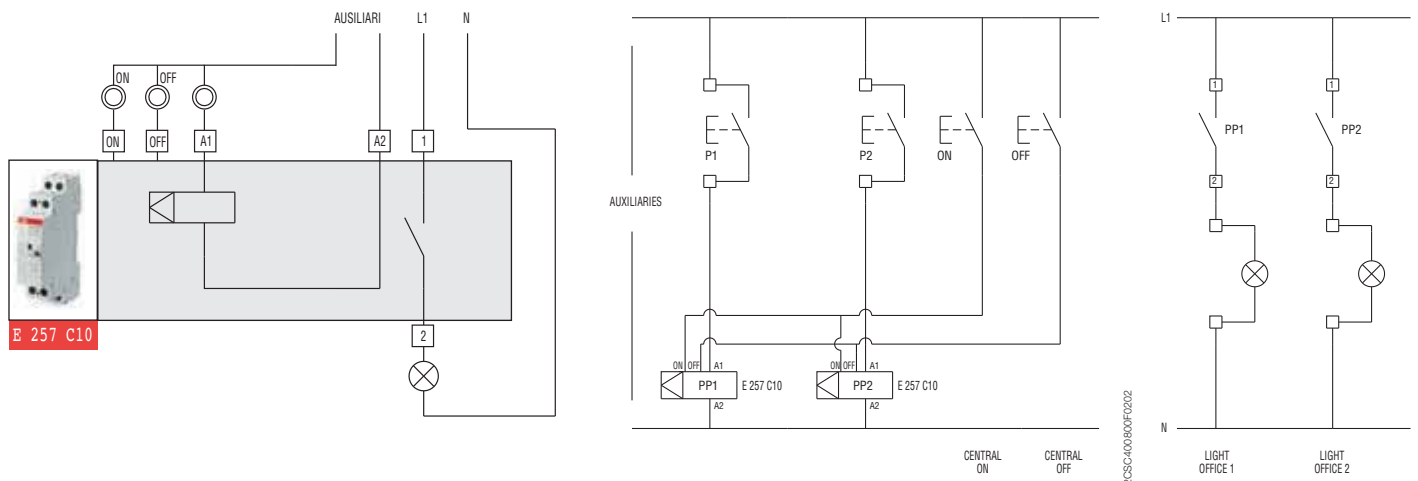 AUSILIARI L1 N
ON OFF
ON OFF A1 A2 1
E 257 C10
2
L1
P1 P2 ON OFF
AUXILIARIES
ON OFF A1 ON OFF A1
PP1 E 257 C10 PP2 E 257 C10
A2 A2
CENTRAL
ON
CENTRAL
OFF
2CSC400800F0202
1 1
PP1 PP2
2 2
N
LIGHT
OFFICE 1
LIGHT
OFFICE 2